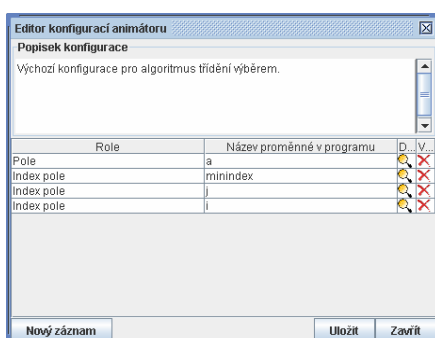 Editor konfigurací animátoru
Popisek konfigurace
Výchozí konfigurace pro algoritmus třídění výběrem.
Role Název proměnné v programu D... V...
Pole a
Index pole minindex
Index pole j
Index pole i
Nový záznam Uložit Zavřít